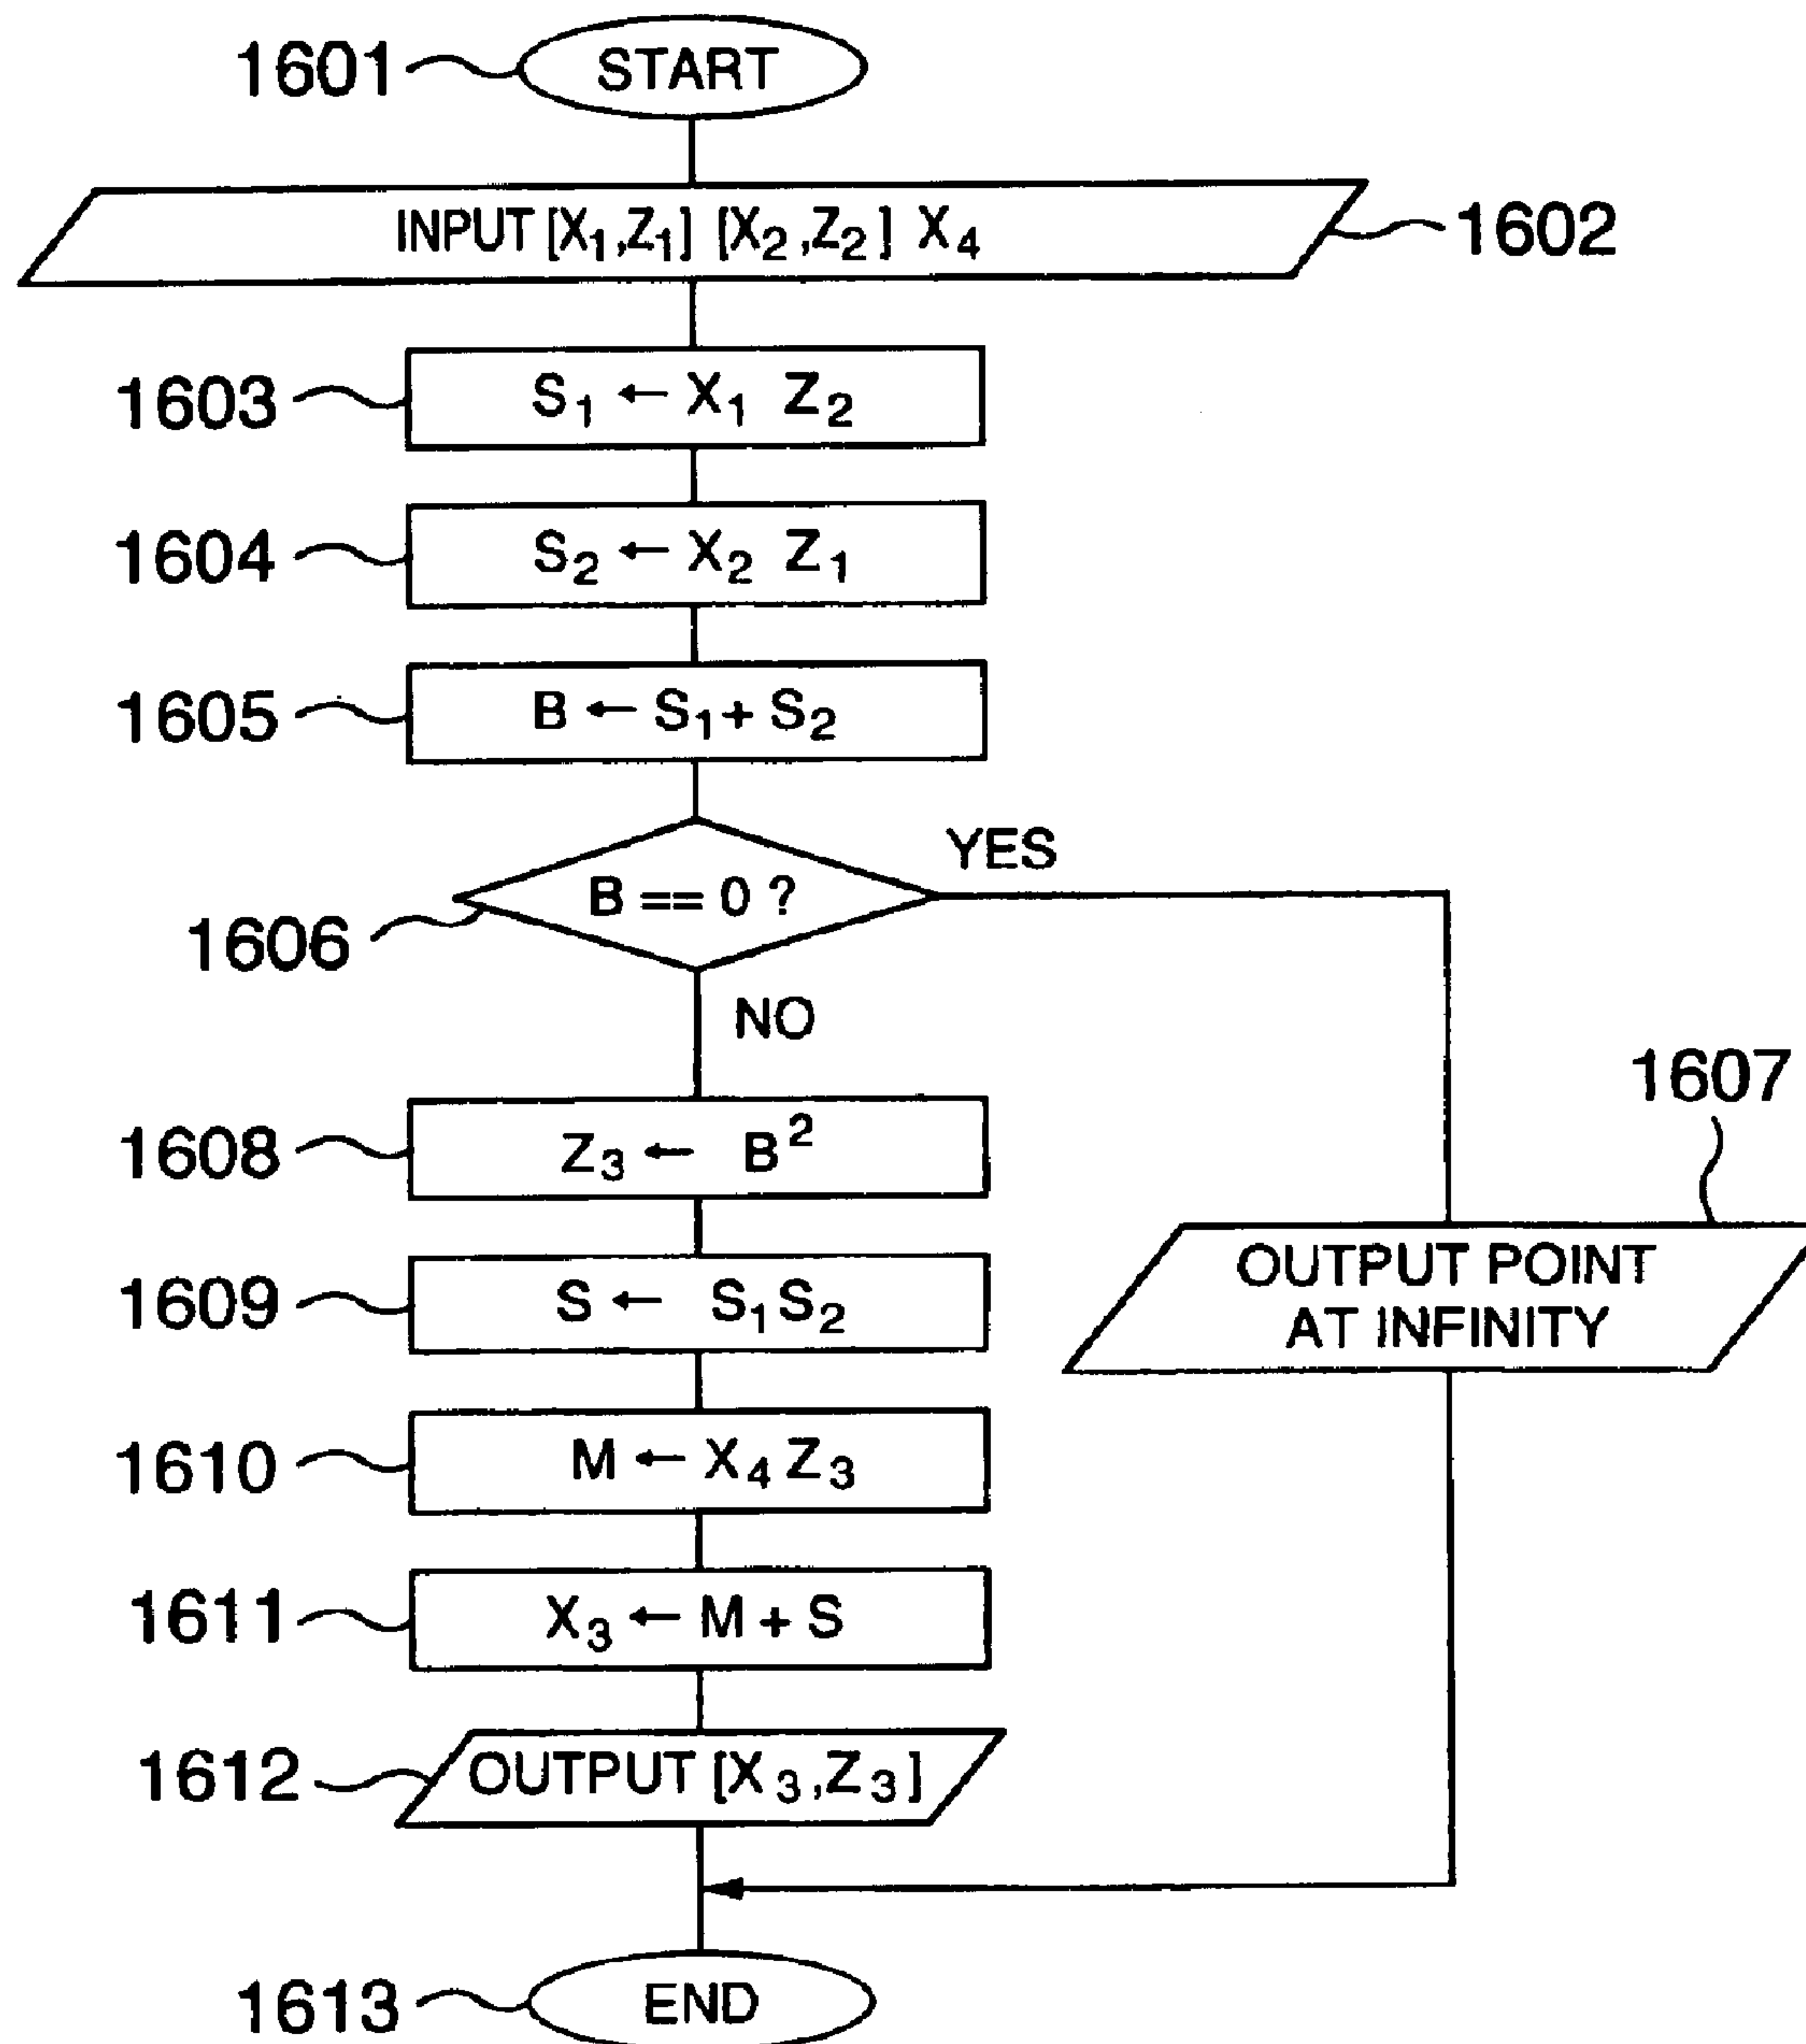 1601 START
INPUT [X₁,Z₁] [X₂,Z₂] X₄ 1602
1603 S₁ ← X₁ Z₂
1604 S₂ ← X₂ Z₁
1605 B ← S₁ + S₂
1606 B == 0 ? YES
NO
1607
1608 Z₃ ← B²
OUTPUT POINT
AT INFINITY
1609 S ← S₁ S₂
1610 M ← X₄ Z₃
1611 X₃ ← M + S
1612 OUTPUT [X₃,Z₃]
1613 END